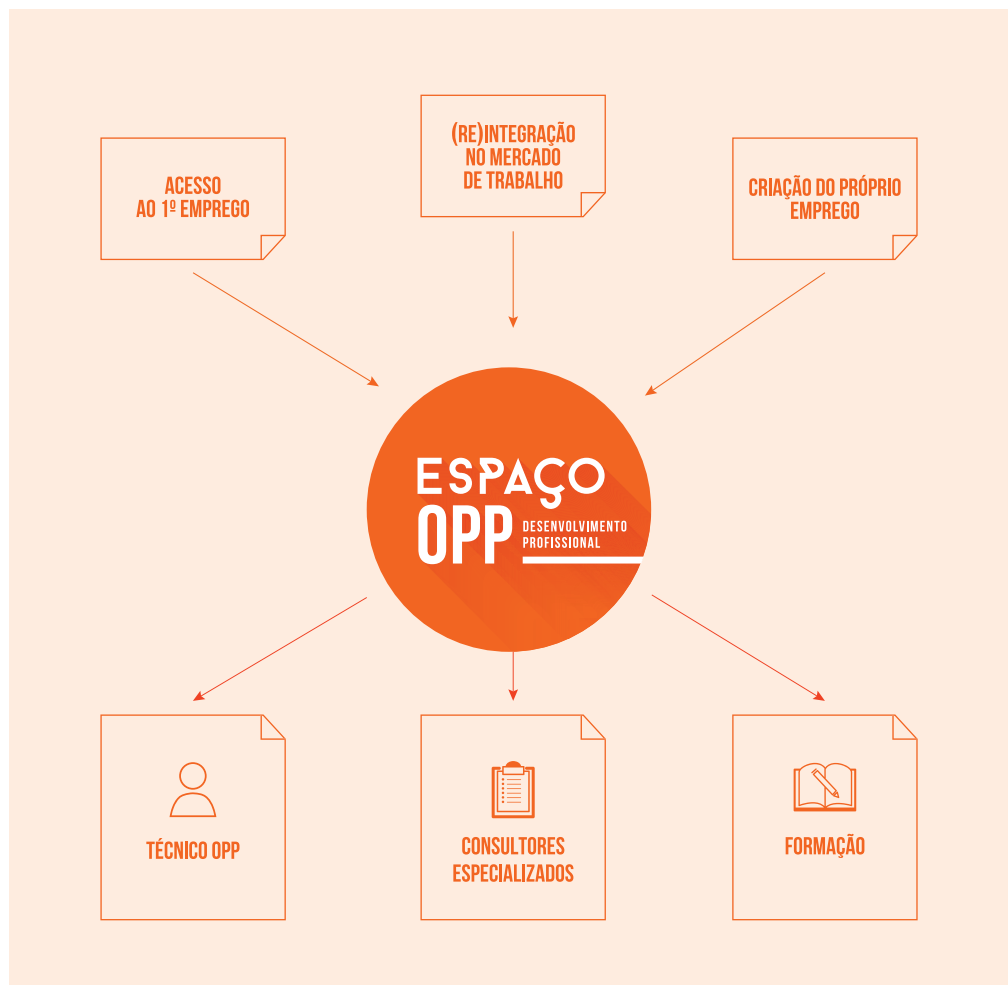 ACESSO
AO 1º EMPREGO
(RE)INTEGRAÇÃO
NO MERCADO
DE TRABALHO
CRIAÇÃO DO PRÓPRIO
EMPREGO
ESPAÇO
OPP
DESENVOLVIMENTO
PROFISSIONAL
TÉCNICO OPP
CONSULTORES
ESPECIALIZADOS
FORMAÇÃO